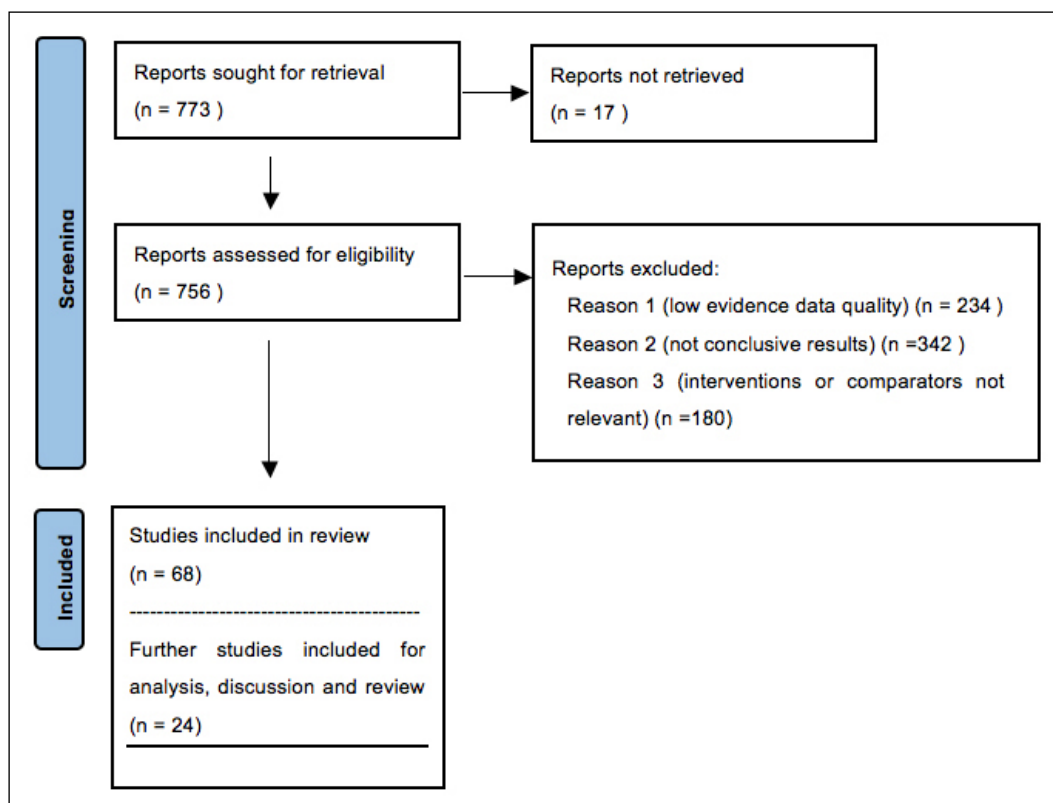 Screening
Reports sought for retrieval
(n = 773 )
Reports not retrieved
(n = 17 )
Reports assessed for eligibility
(n = 756 )
Reports excluded:
Reason 1 (low evidence data quality) (n = 234 )
Reason 2 (not conclusive results) (n =342 )
Reason 3 (interventions or comparators not
relevant) (n =180)
Included
Studies included in review
(n = 68)
------------------------------------------
Further studies included for
analysis, discussion and review
(n = 24)